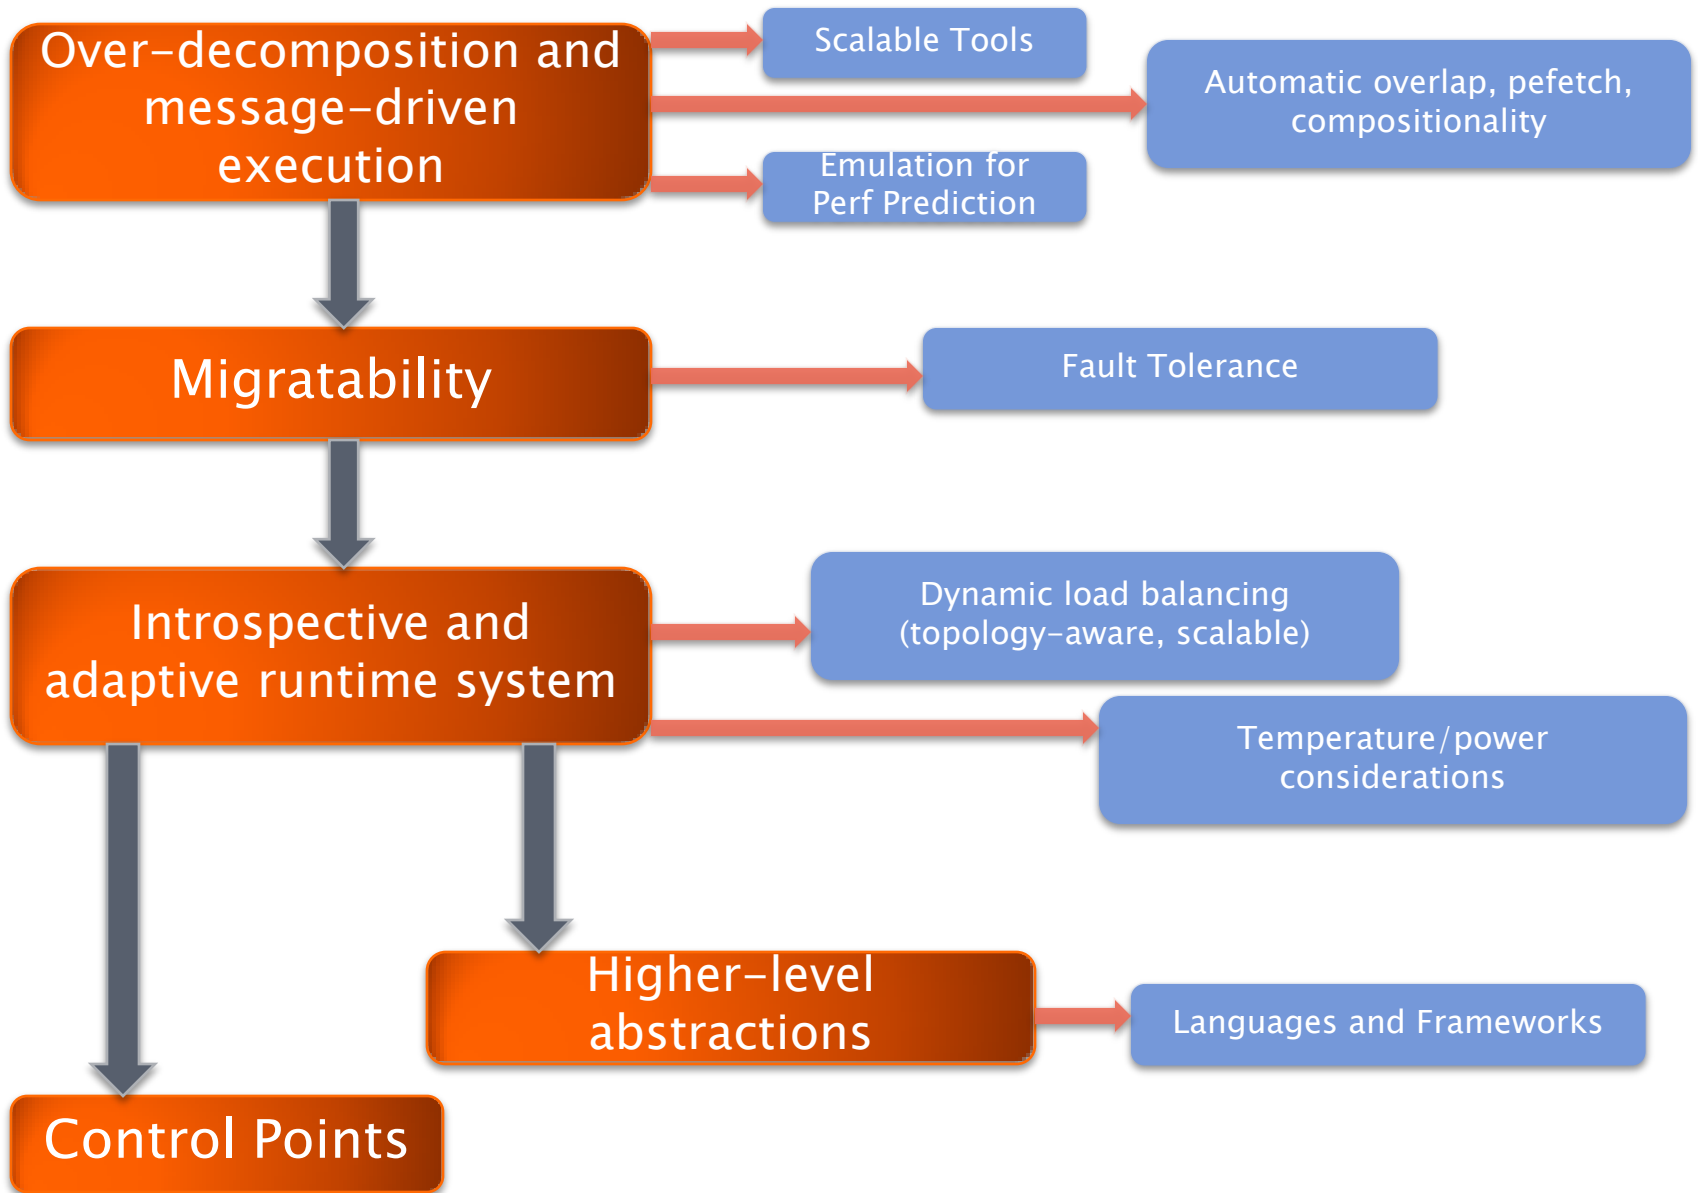 Over-decomposition and
message-driven
execution
Scalable Tools
Automatic overlap, pefetch,
compositionality
Emulation for
Perf Prediction
Migratability
Fault Tolerance
Introspective and
adaptive runtime system
Dynamic load balancing
(topology-aware, scalable)
Temperature/power
considerations
Higher-level
abstractions
Languages and Frameworks
Control Points